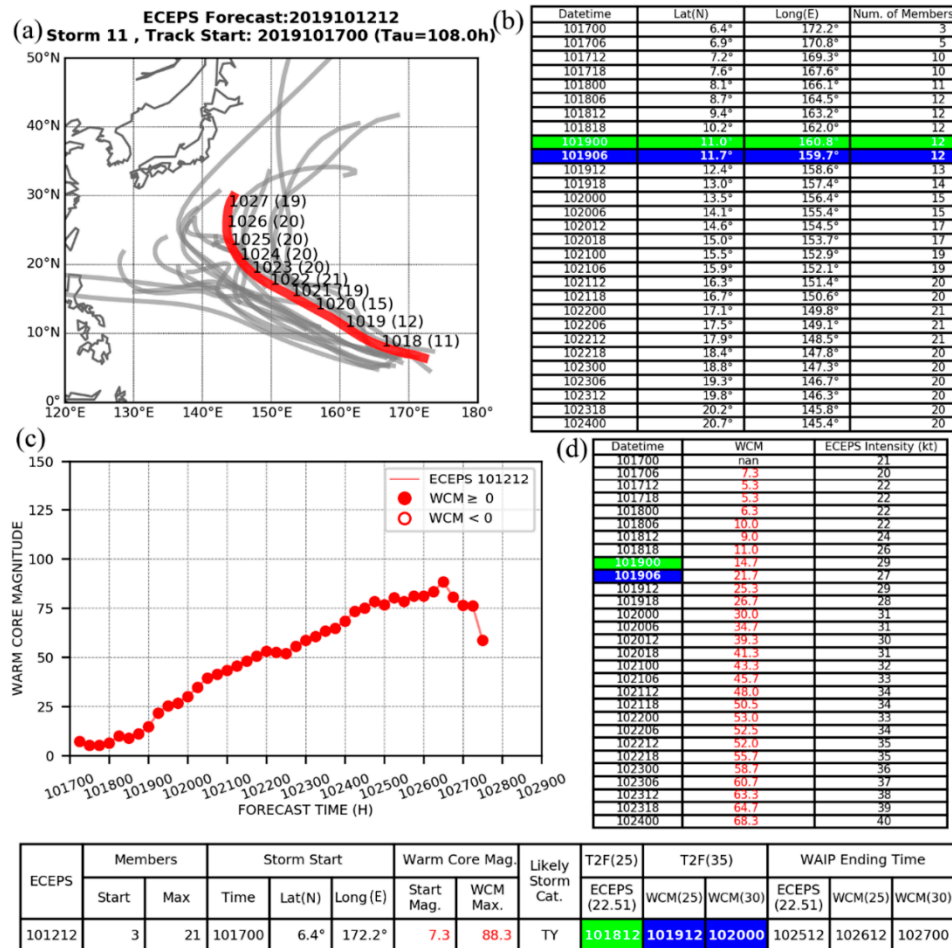 (a)
ECEPS Forecast:2019101212
Storm 11 , Track Start: 2019101700 (Tau=108.0h)
50°N
40°N
30°N
20°N
10°N
0°
120°E 130°E 140°E 150°E 160°E 170°E 180°
1027 (19)
1026 (20)
1025 (20)
1024 (20)
1023 (20)
1022 (21)
1021 (19)
1020 (15)
1019 (12)
1018 (11)
(b)
Datetime Lat(N) Long(E) Num. of Members
101700 6.4° 172.2° 3
101706 6.9° 170.8° 5
101712 7.2° 169.3° 10
101718 7.6° 167.6° 10
101800 8.1° 166.1° 11
101806 8.7° 164.5° 12
101812 9.4° 163.2° 12
101818 10.2° 162.0° 12
101900 11.0° 160.8° 12
101906 11.7° 159.7° 12
101912 12.4° 158.6° 13
101918 13.0° 157.4° 14
102000 13.5° 156.4° 15
102006 14.1° 155.4° 15
102012 14.6° 154.5° 17
102018 15.0° 153.7° 17
102100 15.5° 152.9° 19
102106 15.9° 152.1° 19
102112 16.3° 151.4° 20
102118 16.7° 150.6° 20
102200 17.1° 149.8° 21
102206 17.5° 149.1° 21
102212 17.9° 148.5° 21
102218 18.4° 147.8° 20
102300 18.8° 147.3° 20
102306 19.3° 146.7° 20
102312 19.8° 146.3° 20
102318 20.2° 145.8° 20
102400 20.7° 145.4° 20
(c)
WARM CORE MAGNITUDE
150
125
100
75
50
25
0
ECEPS 101212
WCM ≥ 0
WCM < 0
101700 101800 101900 102000 102100 102200 102300 102400 102500 102600 102700 102800 102900
FORECAST TIME (H)
(d)
Datetime WCM ECEPS Intensity (kt)
101700 nan 21
101706 7.3 20
101712 5.3 22
101718 5.3 22
101800 6.3 22
101806 10.0 22
101812 9.0 24
101818 11.0 26
101900 14.7 29
101906 21.7 27
101912 25.3 29
101918 26.7 28
102000 30.0 31
102006 34.7 31
102012 39.3 30
102018 41.3 31
102100 43.3 32
102106 45.7 33
102112 48.0 34
102118 50.5 34
102200 53.0 33
102206 52.5 34
102212 52.0 35
102218 55.7 35
102300 58.7 36
102306 60.7 37
102312 63.3 38
102318 64.7 39
102400 68.3 40
ECEPS Members Storm Start Warm Core Mag. Likely Storm Cat. T2F(25) T2F(35) WAIP Ending Time
Start Max Time Lat(N) Long(E) Start Mag. WCM Max. ECEPS (22.51) WCM(25) WCM(30) ECEPS (22.51) WCM(25) WCM(30)
101212 3 21 101700 6.4° 172.2° 7.3 88.3 TY 101812 101912 102000 102512 102612 102700